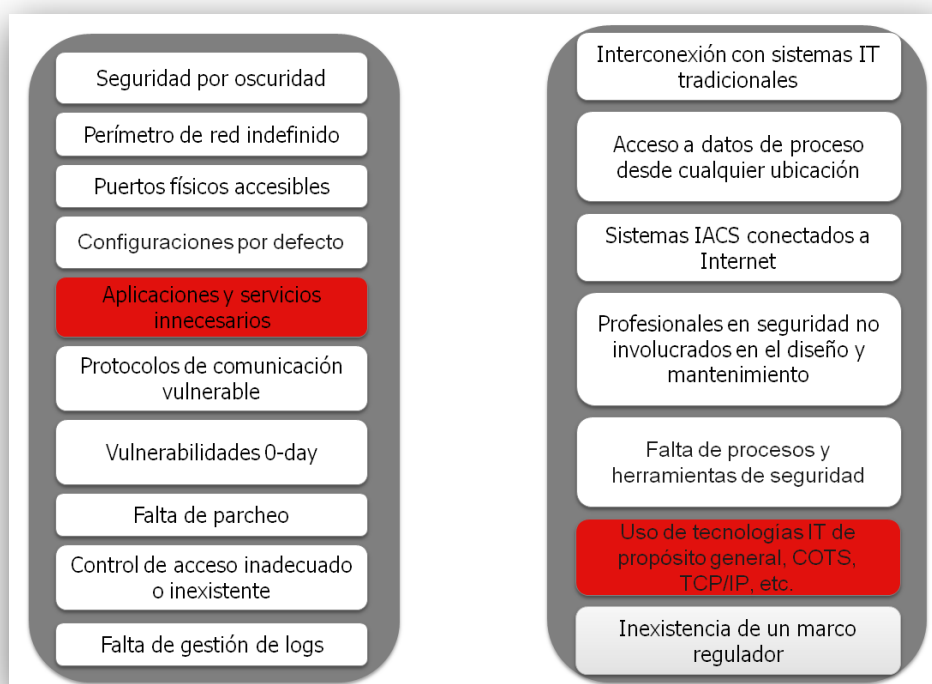 Seguridad por oscuridad
Perímetro de red indefinido
Puertos físicos accesibles
Configuraciones por defecto
Aplicaciones y servicios
innecesarios
Protocolos de comunicación
vulnerable
Vulnerabilidades 0-day
Falta de parcheo
Control de acceso inadecuado
o inexistente
Falta de gestión de logs
Interconexión con sistemas IT
tradicionales
Acceso a datos de proceso
desde cualquier ubicación
Sistemas IACS conectados a
Internet
Profesionales en seguridad no
involucrados en el diseño y
mantenimiento
Falta de procesos y
herramientas de seguridad
Uso de tecnologías IT de
propósito general, COTS,
TCP/IP, etc.
Inexistencia de un marco
regulador